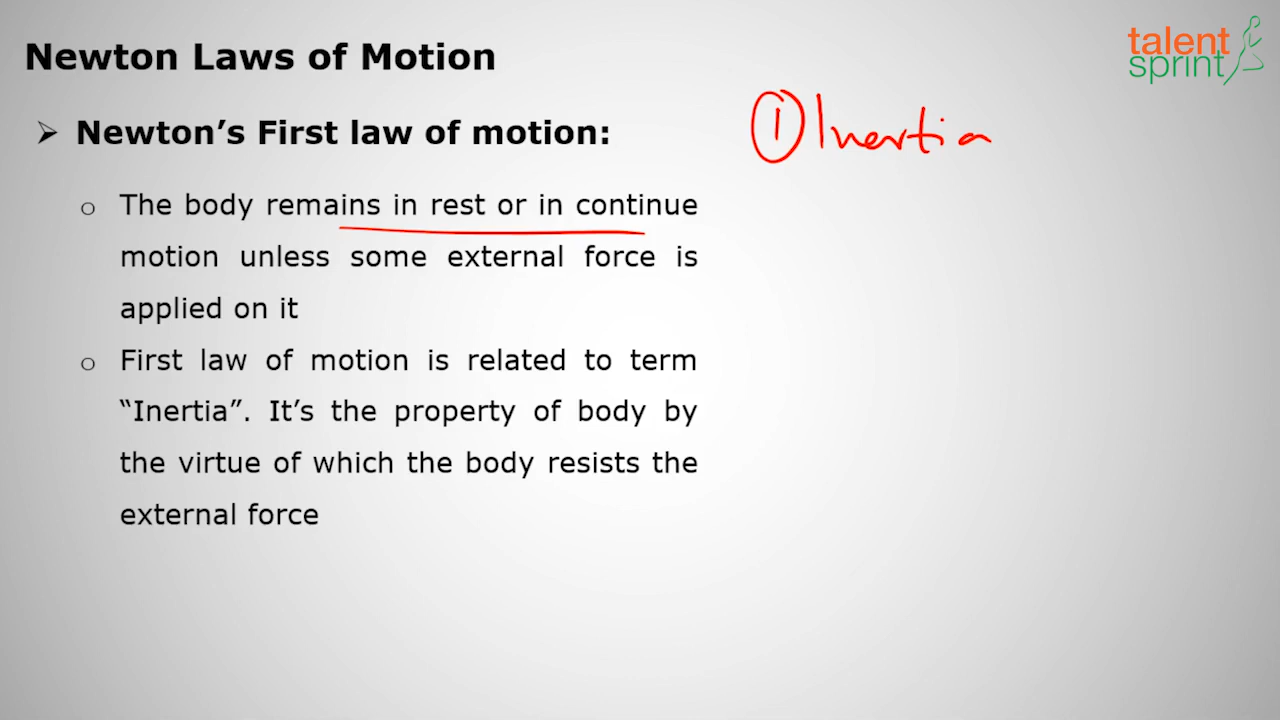 Newton Laws of Motion
talent
sprint
➢ Newton’s First law of motion:
① Inertia
o The body remains in rest or in continue
motion unless some external force is
applied on it
o First law of motion is related to term
“Inertia”. It’s the property of body by
the virtue of which the body resists the
external force